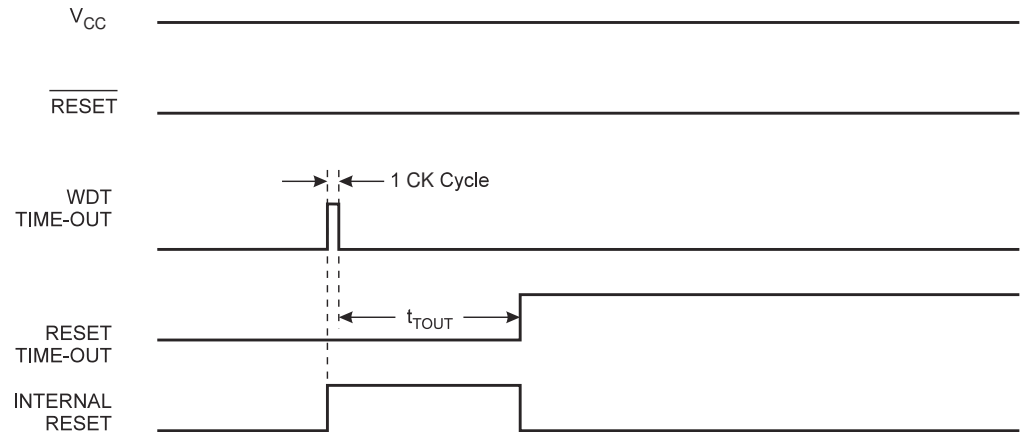 VCC
RESET
WDT
TIME-OUT
1 CK Cycle
RESET
TIME-OUT
tTOUT
INTERNAL
RESET